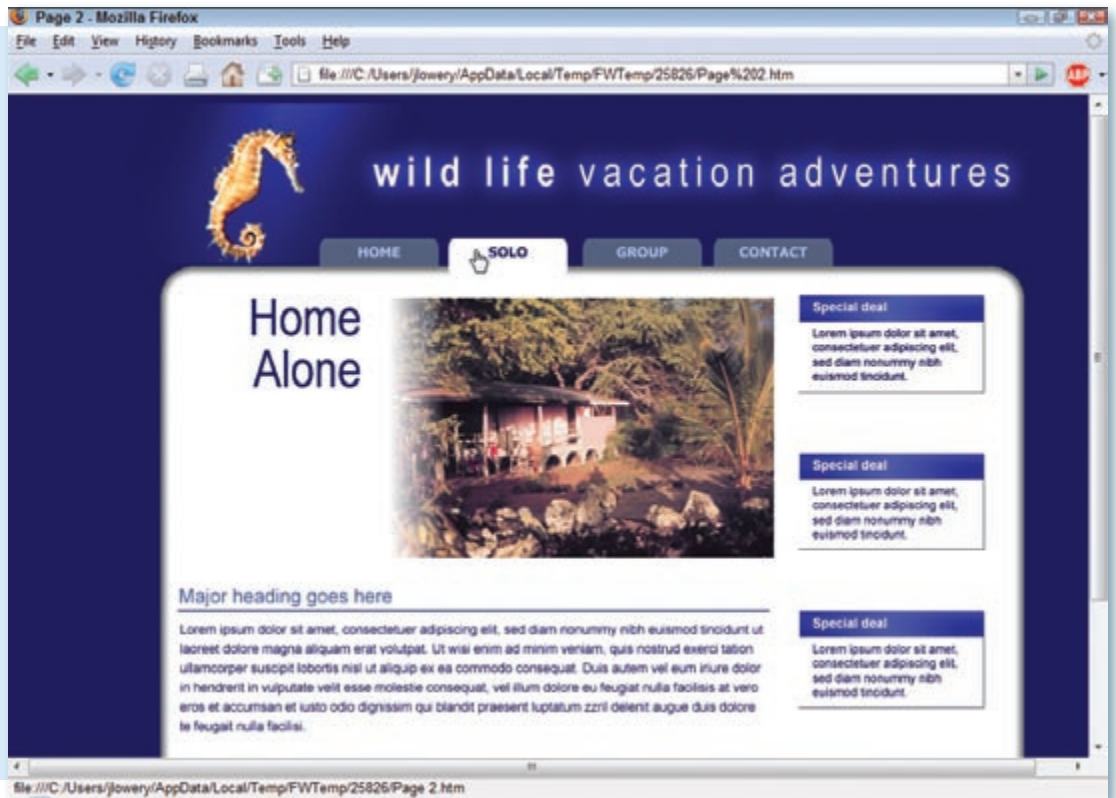 Page 2 - Mozilla Firefox
File Edit View History Bookmarks Tools Help
file:///C:/Users/jlowery/AppData/Local/Temp/FWTemp/25826/Page%202.htm
ABP
wild life vacation adventures
HOME SOLO GROUP CONTACT
Home
Alone
Special deal
Lorem ipsum dolor sit amet,
consectetuer adipiscing elit,
sed diam nonummy nibh
euismod tincidunt.
Special deal
Lorem ipsum dolor sit amet,
consectetuer adipiscing elit,
sed diam nonummy nibh
euismod tincidunt.
Major heading goes here
Lorem ipsum dolor sit amet, consectetuer adipiscing elit, sed diam nonummy nibh euismod tincidunt ut
laoreet dolore magna aliquam erat volutpat. Ut wisi enim ad minim veniam, quis nostrud exerci tation
ullamcorper suscipit lobortis nisl ut aliquip ex ea commodo consequat. Duis autem vel eum iriure dolor
in hendrerit in vulputate velit esse molestie consequat, vel illum dolore eu feugiat nulla facilisis at vero
eros et accumsan et iusto odio dignissim qui blandit praesent luptatum zzril delenit augue duis dolore
te feugait nulla facilisi.
Special deal
Lorem ipsum dolor sit amet,
consectetuer adipiscing elit,
sed diam nonummy nibh
euismod tincidunt.
file:///C:/Users/jlowery/AppData/Local/Temp/FWTemp/25826/Page 2.htm